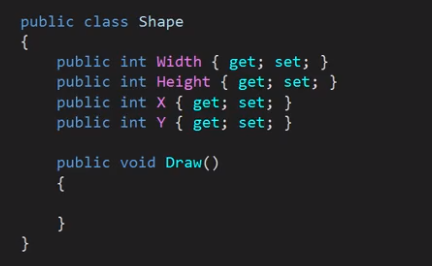 public class Shape
{
    public int Width { get; set; }
    public int Height { get; set; }
    public int X { get; set; }
    public int Y { get; set; }

    public void Draw()
    {

    }
}